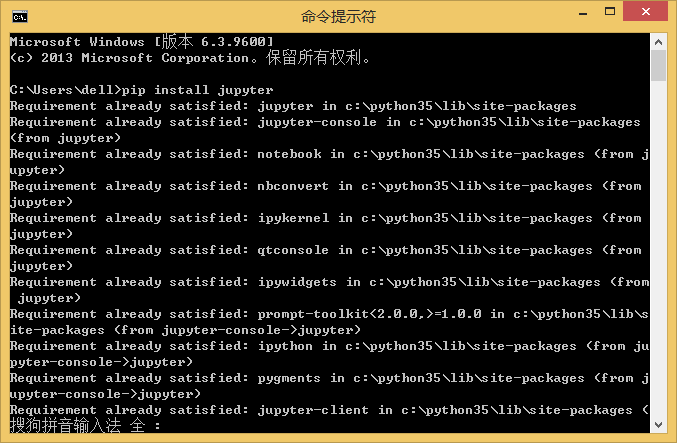 命令提示符
Microsoft Windows [版本 6.3.9600]
(c) 2013 Microsoft Corporation。保留所有权利。
C:\Users\dell>pip install jupyter
Requirement already satisfied: jupyter in c:\python35\lib\site-packages
Requirement already satisfied: jupyter-console in c:\python35\lib\site-packages
(from jupyter)
Requirement already satisfied: notebook in c:\python35\lib\site-packages (from j
upyter)
Requirement already satisfied: nbconvert in c:\python35\lib\site-packages (from
jupyter)
Requirement already satisfied: ipykernel in c:\python35\lib\site-packages (from
jupyter)
Requirement already satisfied: qtconsole in c:\python35\lib\site-packages (from
jupyter)
Requirement already satisfied: ipywidgets in c:\python35\lib\site-packages (from
 jupyter)
Requirement already satisfied: prompt-toolkit<2.0.0,>=1.0.0 in c:\python35\lib\s
ite-packages (from jupyter-console->jupyter)
Requirement already satisfied: ipython in c:\python35\lib\site-packages (from ju
pyter-console->jupyter)
Requirement already satisfied: pygments in c:\python35\lib\site-packages (from j
upyter-console->jupyter)
Requirement already satisfied: jupyter-client in c:\python35\lib\site-packages (
搜狗拼音输入法 全 :